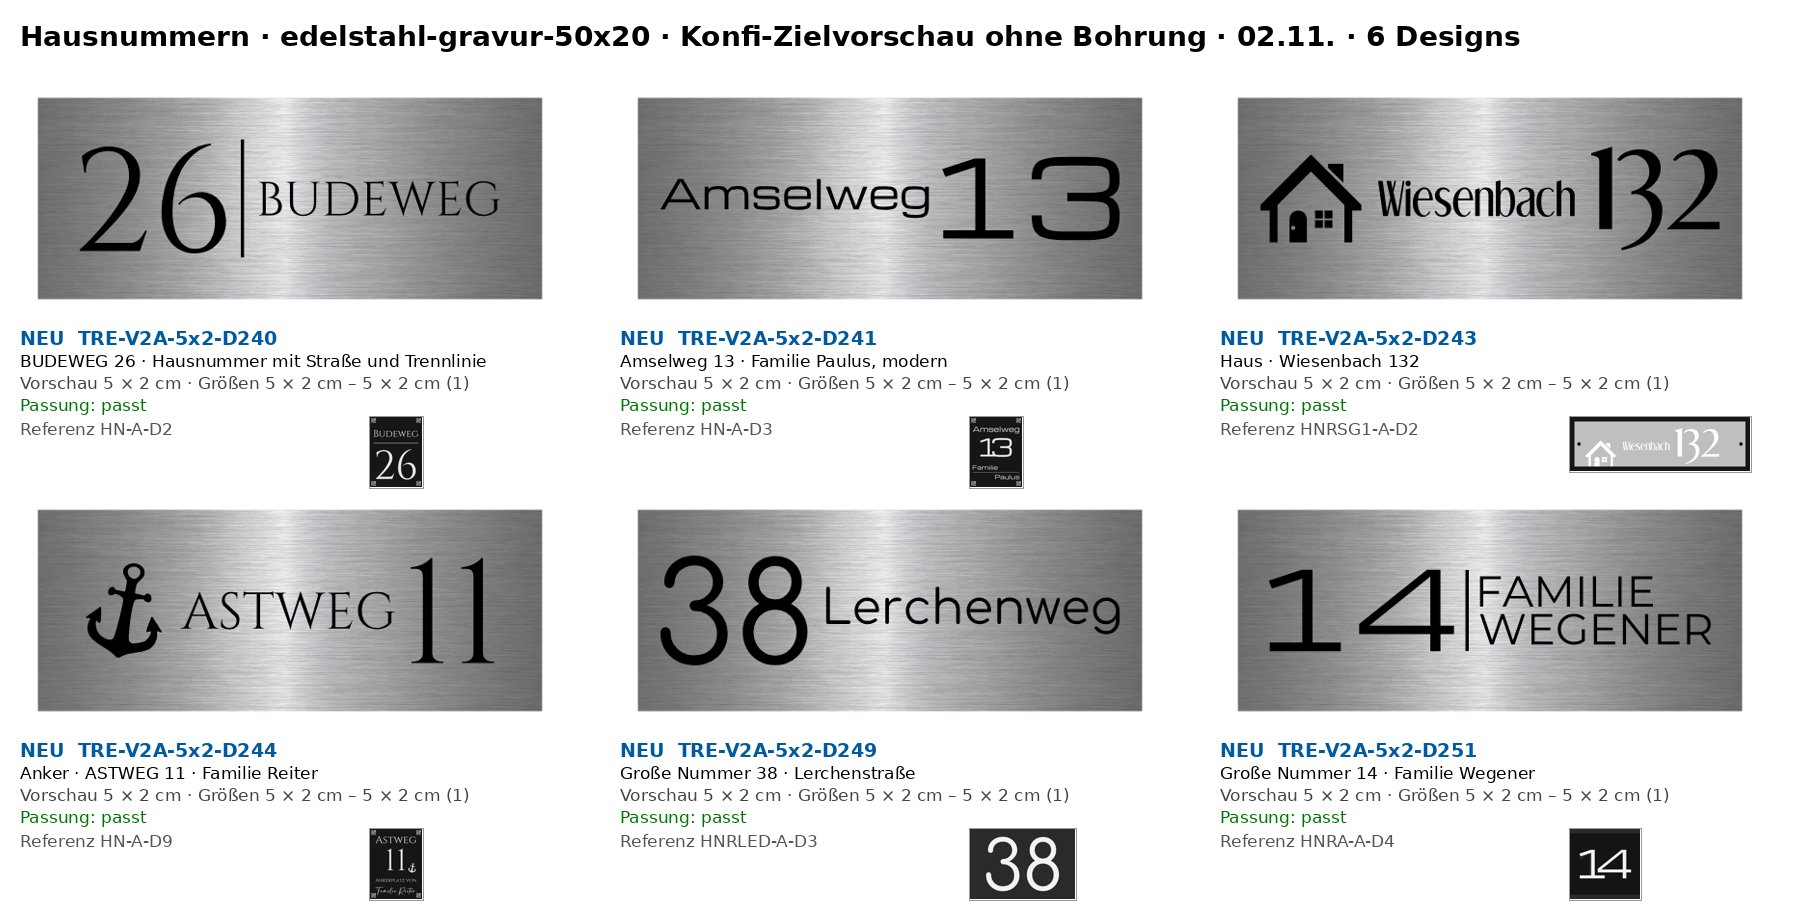 Hausnummern · edelstahl-gravur-50x20 · Konfi-Zielvorschau ohne Bohrung · 02.11. · 6 Designs
26 BUDEWEG
NEU TRE-V2A-5x2-D240
BUDEWEG 26 · Hausnummer mit Straße und Trennlinie
Vorschau 5 × 2 cm · Größen 5 × 2 cm – 5 × 2 cm (1)
Passung: passt
Referenz HN-A-D2
BUDEWEG
26
Amselweg 13
NEU TRE-V2A-5x2-D241
Amselweg 13 · Familie Paulus, modern
Vorschau 5 × 2 cm · Größen 5 × 2 cm – 5 × 2 cm (1)
Passung: passt
Referenz HN-A-D3
Amselweg
13
Familie
Paulus
Wiesenbach 132
NEU TRE-V2A-5x2-D243
Haus · Wiesenbach 132
Vorschau 5 × 2 cm · Größen 5 × 2 cm – 5 × 2 cm (1)
Passung: passt
Referenz HNRSG1-A-D2
Wiesenbach 132
ASTWEG 11
NEU TRE-V2A-5x2-D244
Anker · ASTWEG 11 · Familie Reiter
Vorschau 5 × 2 cm · Größen 5 × 2 cm – 5 × 2 cm (1)
Passung: passt
Referenz HN-A-D9
ASTWEG
11
ANKERPLATZ VON
Familie Reiter
38 Lerchenweg
NEU TRE-V2A-5x2-D249
Große Nummer 38 · Lerchenstraße
Vorschau 5 × 2 cm · Größen 5 × 2 cm – 5 × 2 cm (1)
Passung: passt
Referenz HNRLED-A-D3
38
14 FAMILIE
WEGENER
NEU TRE-V2A-5x2-D251
Große Nummer 14 · Familie Wegener
Vorschau 5 × 2 cm · Größen 5 × 2 cm – 5 × 2 cm (1)
Passung: passt
Referenz HNRA-A-D4
14